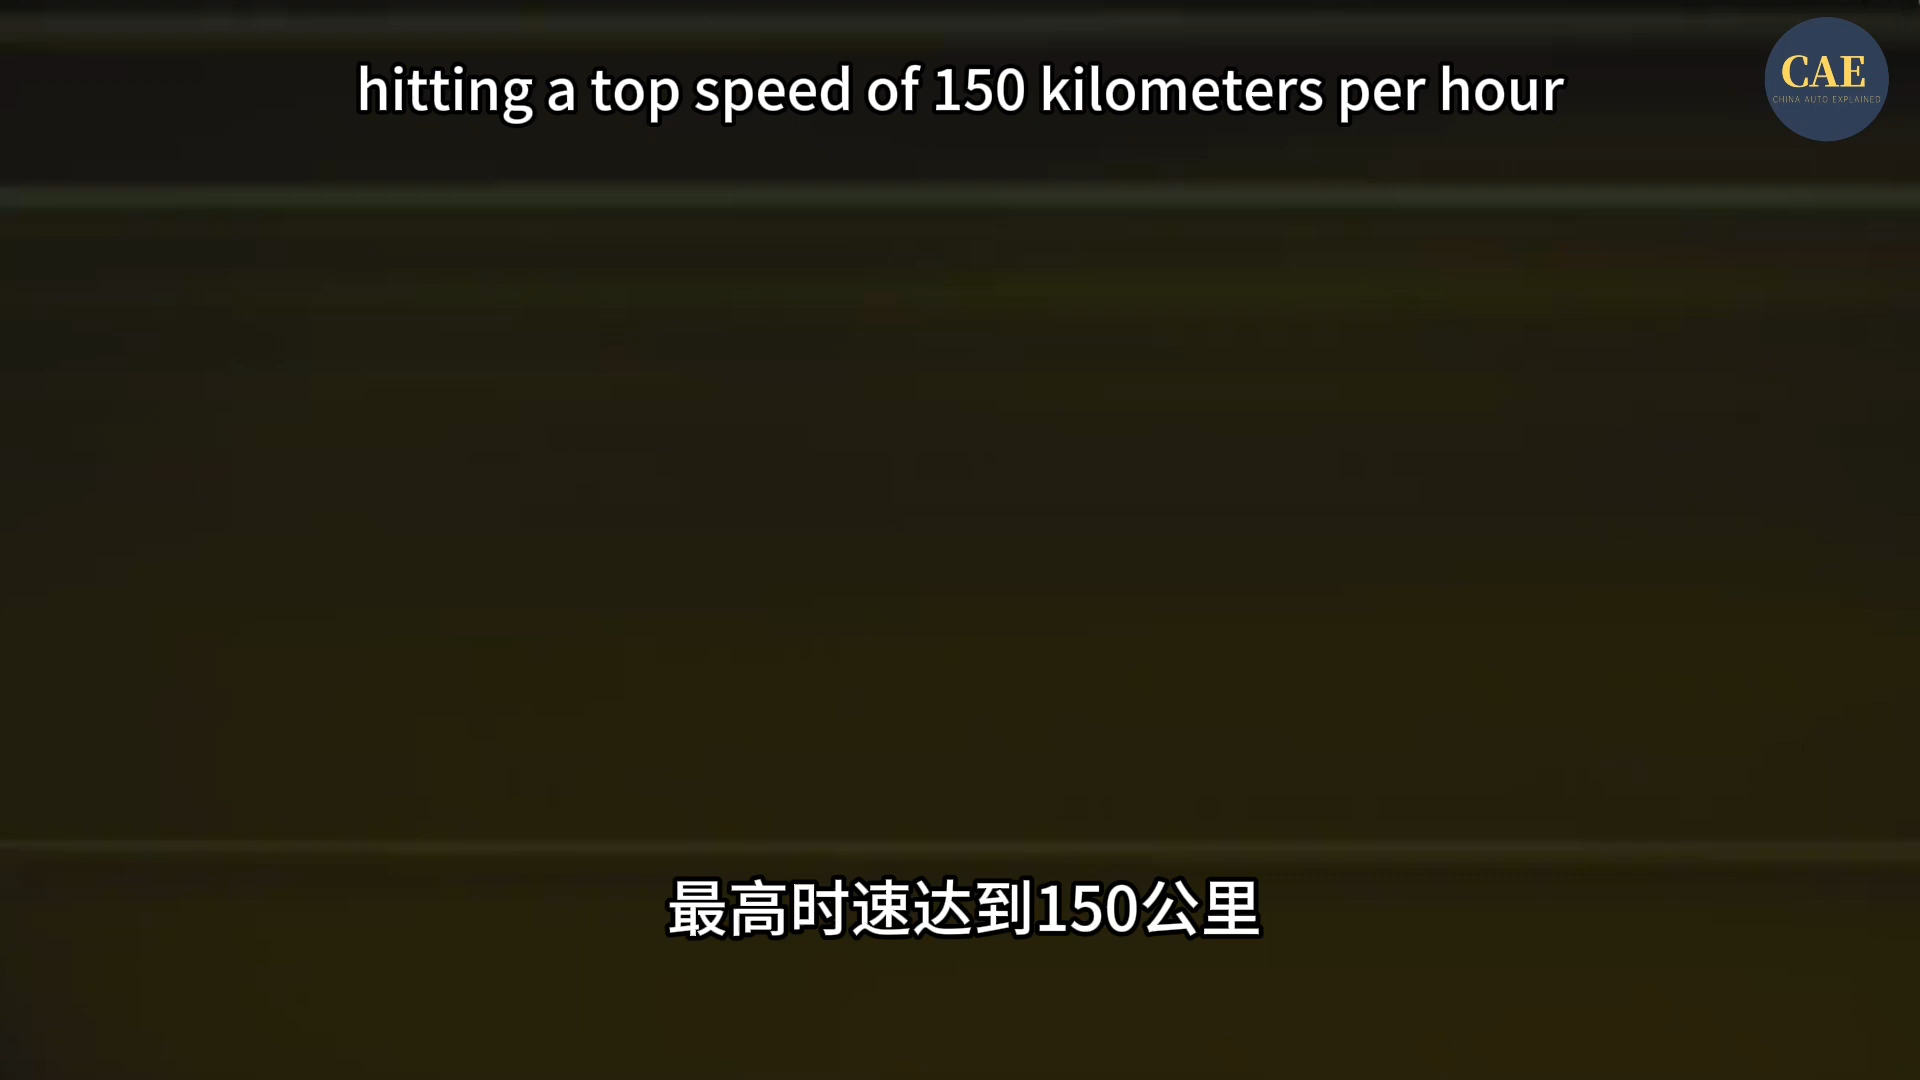 hitting a top speed of 150 kilometers per hour
CAE
CHINA AUTO EXPLAINED
最高时速达到150公里